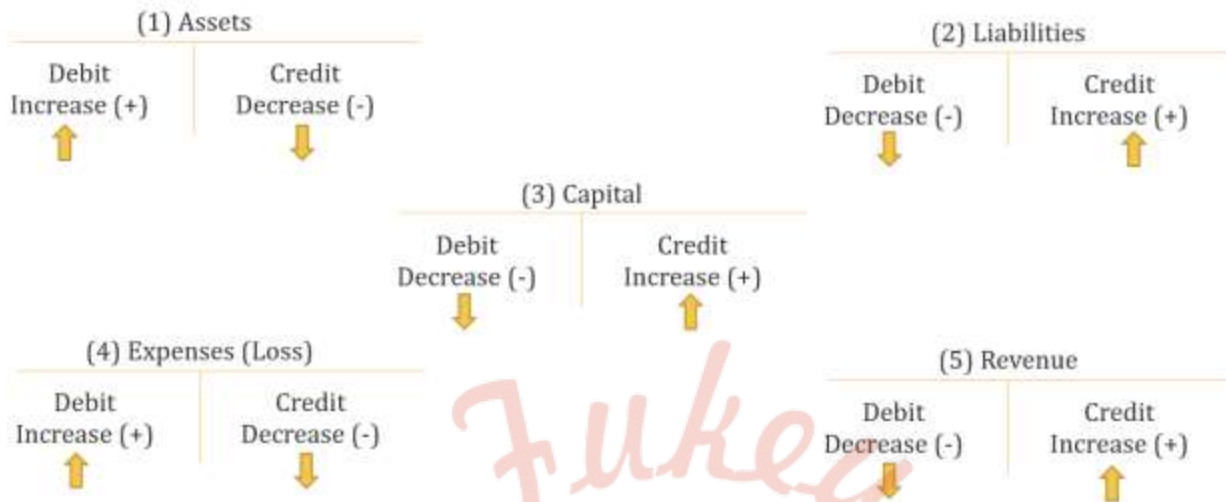 (1) Assets
Debit Credit
Increase (+) Decrease (-)
(2) Liabilities
Debit Credit
Decrease (-) Increase (+)
(3) Capital
Debit Credit
Decrease (-) Increase (+)
(4) Expenses (Loss)
Debit Credit
Increase (+) Decrease (-)
(5) Revenue
Debit Credit
Decrease (-) Increase (+)